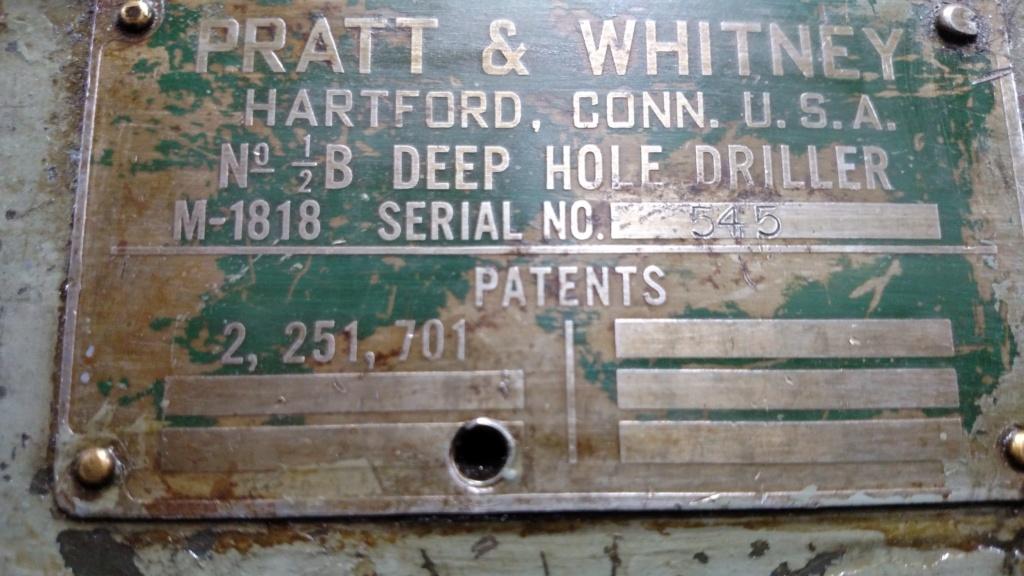 PRATT & WHITNEY
HARTFORD, CONN. U.S.A.
Nº ½B DEEP HOLE DRILLER
M-1818 SERIAL NO. 545
PATENTS
2, 251, 701